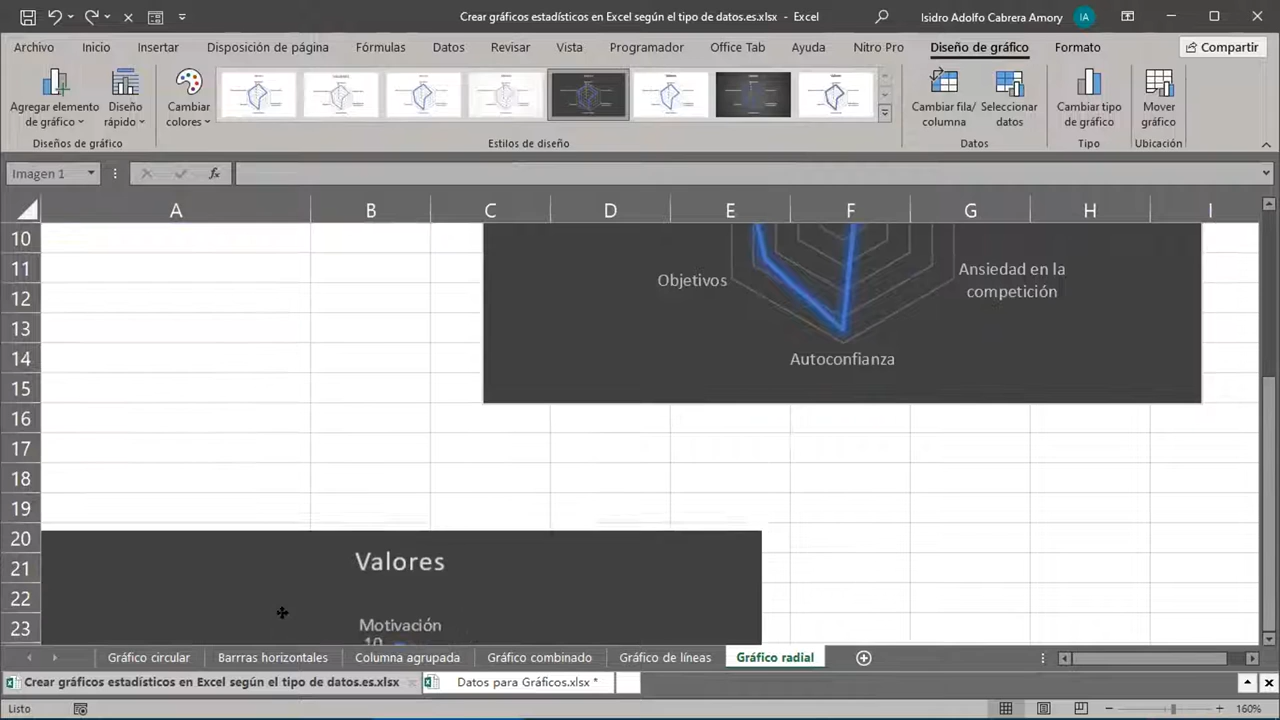 Crear gráficos estadísticos en Excel según el tipo de datos.es.xlsx - Excel
Isidro Adolfo Cabrera Amory
IA
Archivo Inicio Insertar Disposición de página Fórmulas Datos Revisar Vista Programador Office Tab Ayuda Nitro Pro Diseño de gráfico Formato Compartir
Agregar elemento de gráfico
Diseño rápido
Cambiar colores
Cambiar fila/ columna
Seleccionar datos
Cambiar tipo de gráfico
Mover gráfico
Diseños de gráfico
Estilos de diseño
Datos
Tipo
Ubicación
Imagen 1
fx
A B C D E F G H I
10
11
12
13
14
15
16
17
18
19
20
21
22
23
Objetivos
Ansiedad en la
competición
Autoconfianza
Valores
Motivación
10
Gráfico circular Barrras horizontales Columna agrupada Gráfico combinado Gráfico de líneas Gráfico radial
Crear gráficos estadísticos en Excel según el tipo de datos.es.xlsx
Datos para Gráficos.xlsx *
Listo
160%